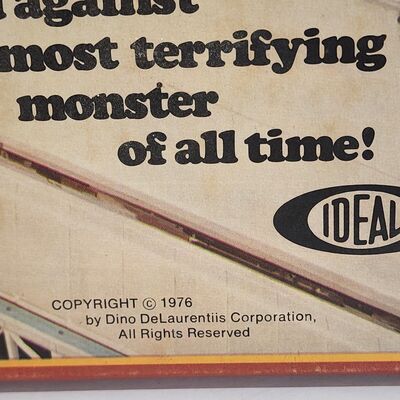 against
most terrifying
monster
of all time!
IDEAL
COPYRIGHT © 1976
by Dino DeLaurentiis Corporation,
All Rights Reserved